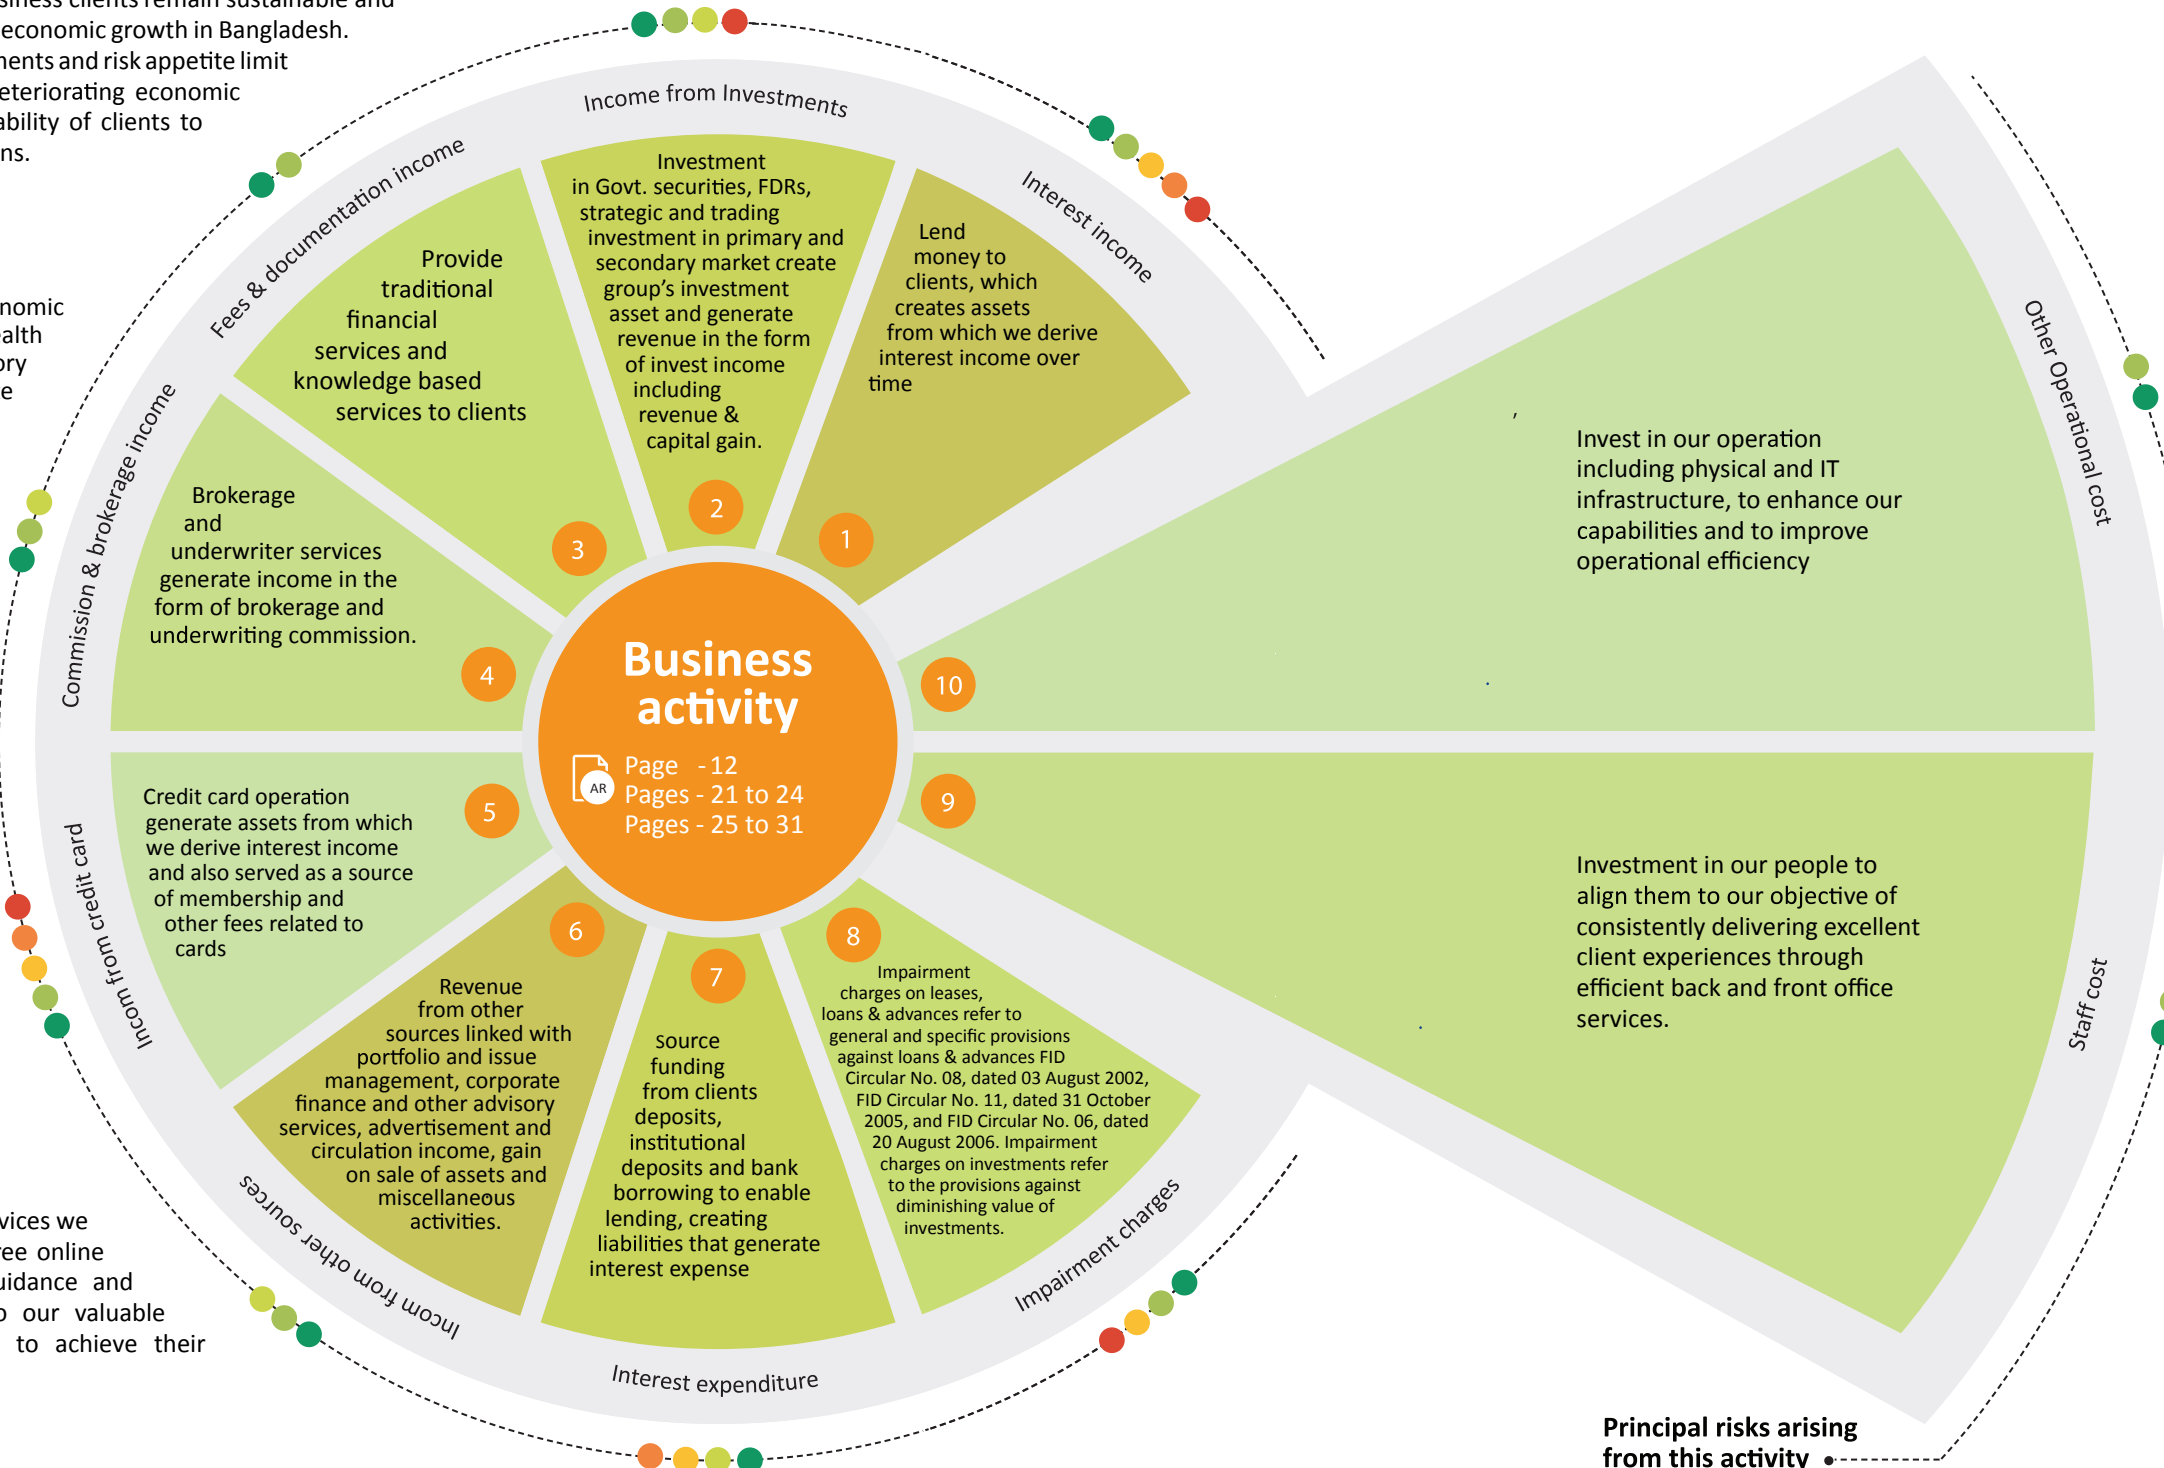 siness clients remain sustainable and
economic growth in Bangladesh.
ments and risk appetite limit
eteriorating economic
ability of clients to
ns.
nomic
ealth
ory
e
vices we
ree online
uidance and
o our valuable
to achieve their
Income from Investments
Investment
in Govt. securities, FDRs,
strategic and trading
investment in primary and
secondary market create
group's investment
asset and generate
revenue in the form
of invest income
including
revenue &
capital gain.
2
Interest income
Lend
money to
clients, which
creates assets
from which we derive
interest income over
time
1
Fees & documentation income
Provide
traditional
financial
services and
knowledge based
services to clients
3
Commission & brokerage income
Brokerage
and
underwriter services
generate income in the
form of brokerage and
underwriting commission.
4
Business
activity
AR
Page - 12
Pages - 21 to 24
Pages - 25 to 31
Incom from credit card
Credit card operation
generate assets from which
we derive interest income
and also served as a source
of membership and
other fees related to
cards
5
Incom from other sources
6
Revenue
from other
sources linked with
portfolio and issue
management, corporate
finance and other advisory
services, advertisement and
circulation income, gain
on sale of assets and
miscellaneous
activities.
7
Source
funding
from clients
deposits,
institutional
deposits and bank
borrowing to enable
lending, creating
liabilities that generate
interest expense
Interest expenditure
8
Impairment
charges on leases,
loans & advances refer to
general and specific provisions
against loans & advances FID
Circular No. 08, dated 03 August 2002,
FID Circular No. 11, dated 31 October
2005, and FID Circular No. 06, dated
20 August 2006. Impairment
charges on investments refer
to the provisions against
diminishing value of
investments.
Impairment charges
9
Investment in our people to
align them to our objective of
consistently delivering excellent
client experiences through
efficient back and front office
services.
Staff cost
10
Invest in our operation
including physical and IT
infrastructure, to enhance our
capabilities and to improve
operational efficiency
Other Operational cost
Principal risks arising
from this activity